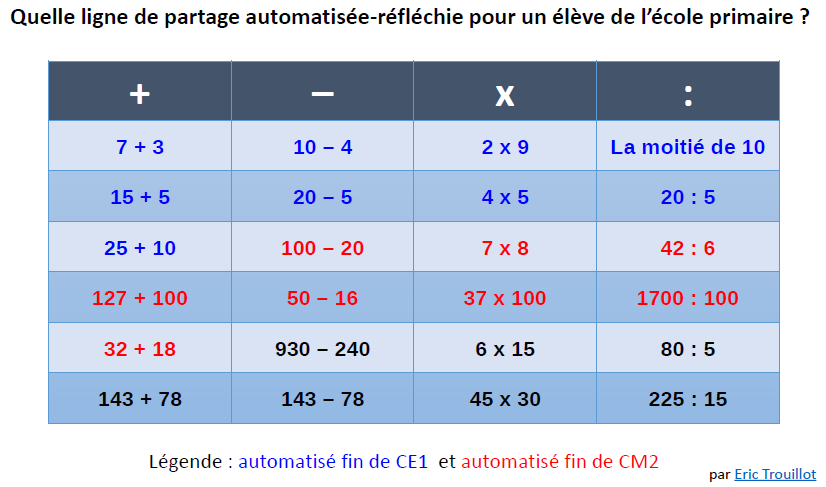 Quelle ligne de partage automatisée-réfléchie pour un élève de l’école primaire ?
+ – x :
7 + 3 10 – 4 2 x 9 La moitié de 10
15 + 5 20 – 5 4 x 5 20 : 5
25 + 10 100 – 20 7 x 8 42 : 6
127 + 100 50 – 16 37 x 100 1700 : 100
32 + 18 930 – 240 6 x 15 80 : 5
143 + 78 143 – 78 45 x 30 225 : 15
Légende : automatisé fin de CE1 et automatisé fin de CM2
par Eric Trouillot